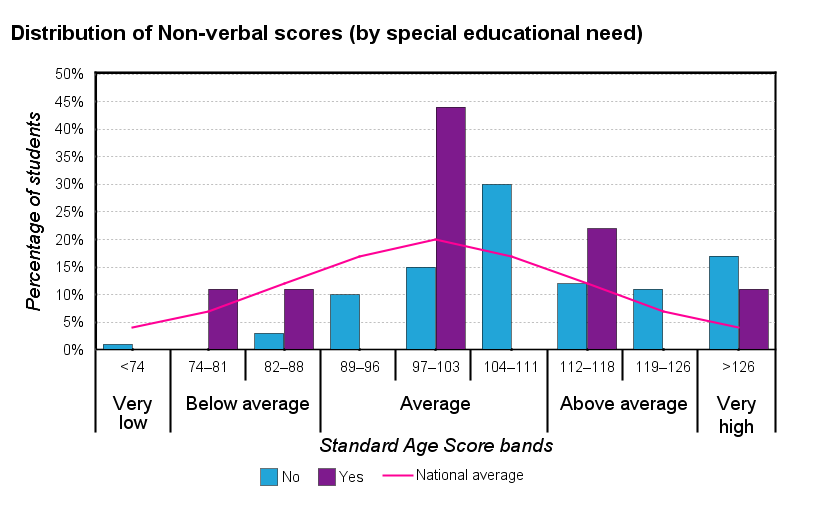 Distribution of Non-verbal scores (by special educational need)
50%
45%
40%
35%
30%
25%
20%
15%
10%
5%
0%
Percentage of students
<74 74–81 82–88 89–96 97–103 104–111 112–118 119–126 >126
Very low Below average Average Above average Very high
Standard Age Score bands
No Yes National average